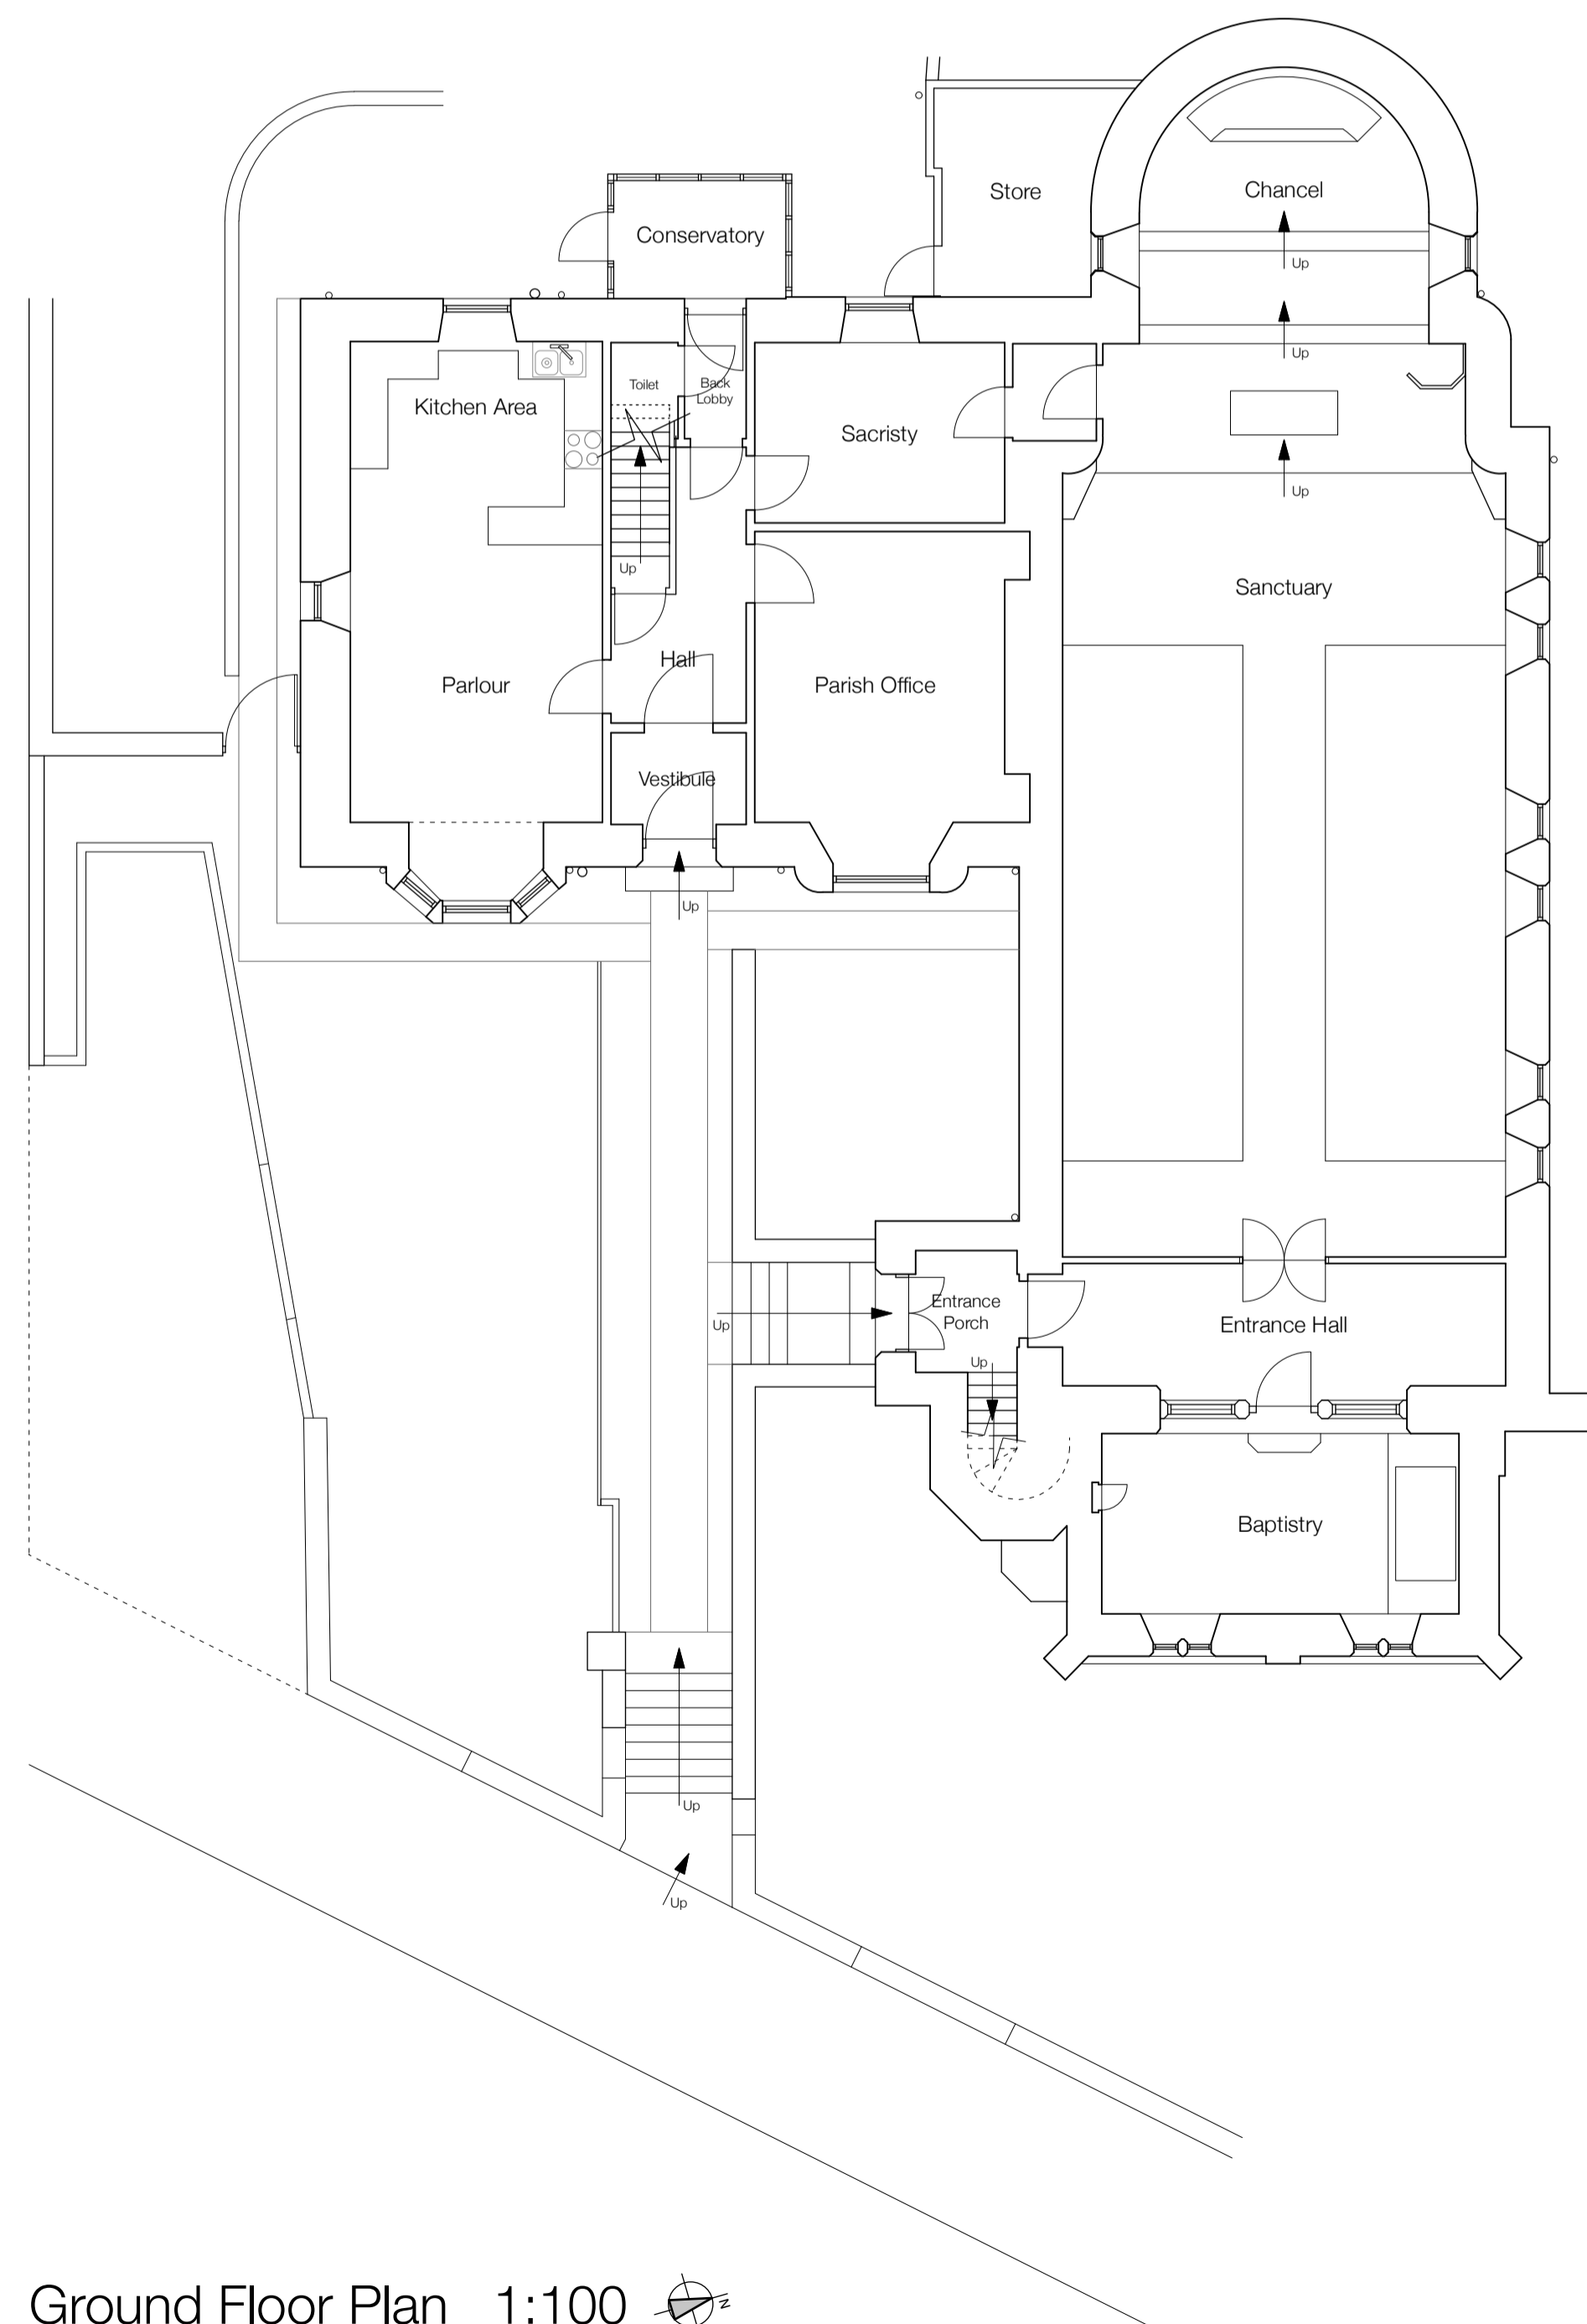 Store
Chancel
Conservatory
Up
Up
Toilet
Back
Lobby
Kitchen Area
Sacristy
Up
Up
Sanctuary
Hall
Parlour
Parish Office
Vestibule
Up
Entrance
Porch
Up
Entrance Hall
Up
Baptistry
Up
Up
Ground Floor Plan 1:100
N